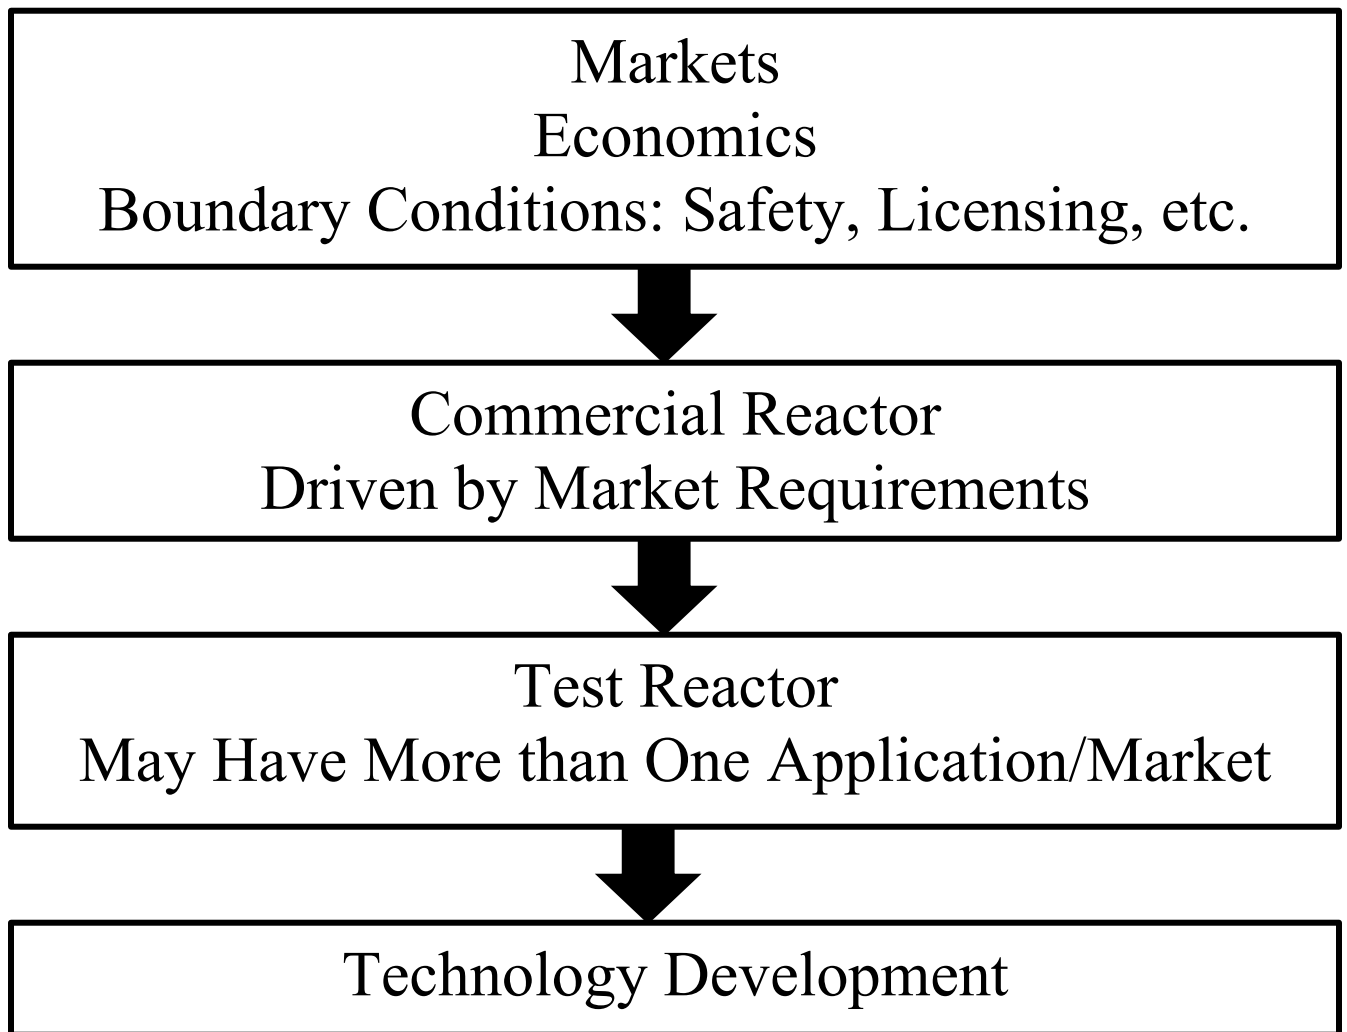 Markets
Economics
Boundary Conditions: Safety, Licensing, etc.
Commercial Reactor
Driven by Market Requirements
Test Reactor
May Have More than One Application/Market
Technology Development